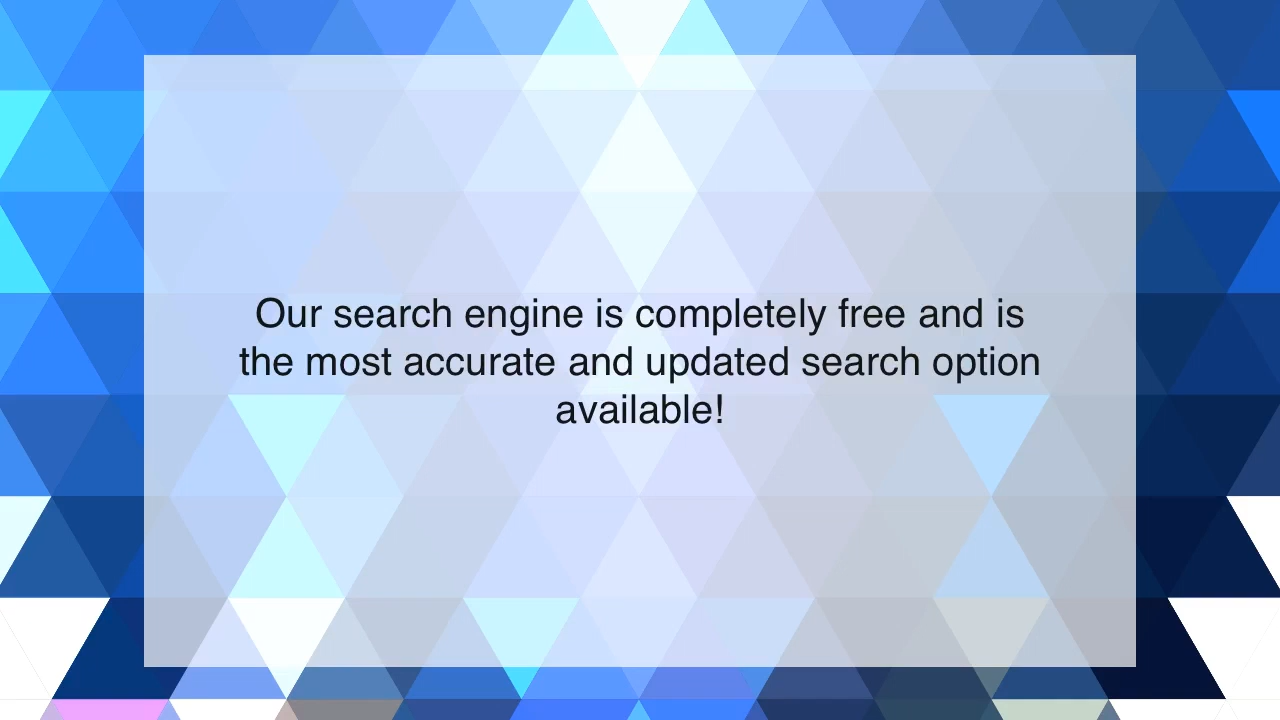 Our search engine is completely free and is
the most accurate and updated search option
available!